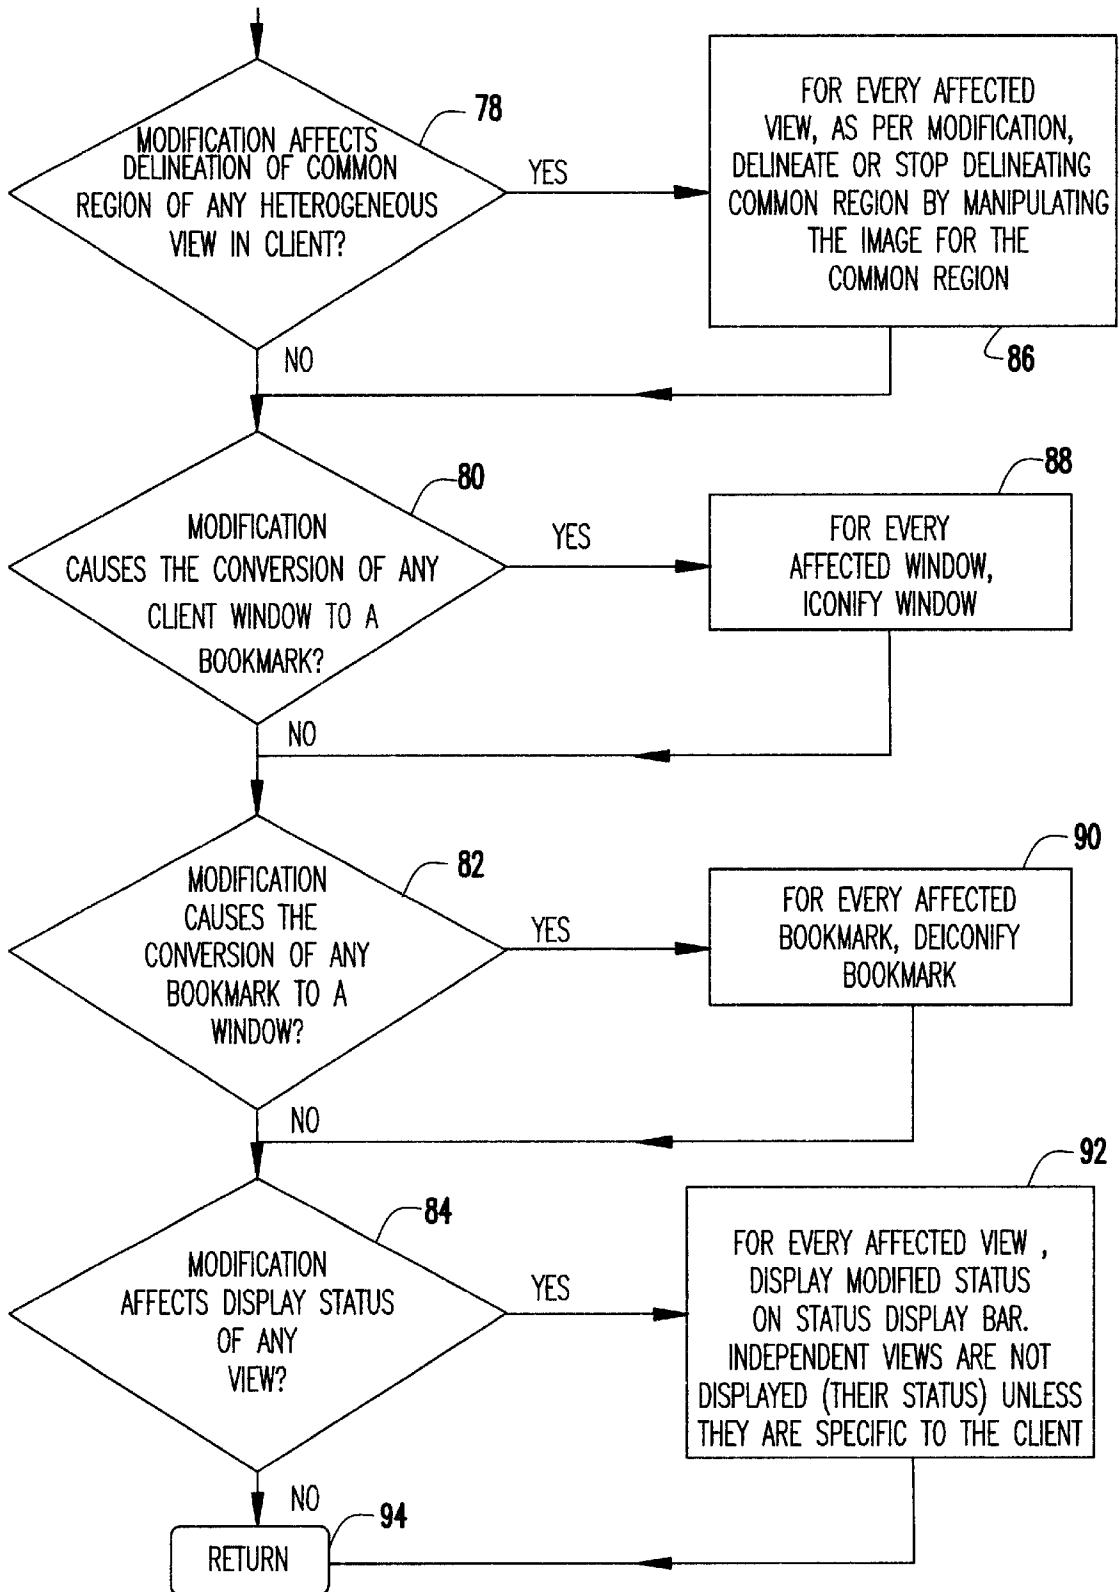 78
MODIFICATION AFFECTS
DELINEATION OF COMMON
REGION OF ANY HETEROGENEOUS
VIEW IN CLIENT?
YES
FOR EVERY AFFECTED
VIEW, AS PER MODIFICATION,
DELINEATE OR STOP DELINEATING
COMMON REGION BY MANIPULATING
THE IMAGE FOR THE
COMMON REGION
86
NO
80
MODIFICATION
CAUSES THE CONVERSION OF ANY
CLIENT WINDOW TO A
BOOKMARK?
YES
88
FOR EVERY
AFFECTED WINDOW,
ICONIFY WINDOW
NO
82
MODIFICATION
CAUSES THE
CONVERSION OF ANY
BOOKMARK TO A
WINDOW?
YES
90
FOR EVERY AFFECTED
BOOKMARK, DEICONIFY
BOOKMARK
NO
84
MODIFICATION
AFFECTS DISPLAY STATUS
OF ANY
VIEW?
YES
92
FOR EVERY AFFECTED VIEW ,
DISPLAY MODIFIED STATUS
ON STATUS DISPLAY BAR.
INDEPENDENT VIEWS ARE NOT
DISPLAYED (THEIR STATUS) UNLESS
THEY ARE SPECIFIC TO THE CLIENT
NO
94
RETURN